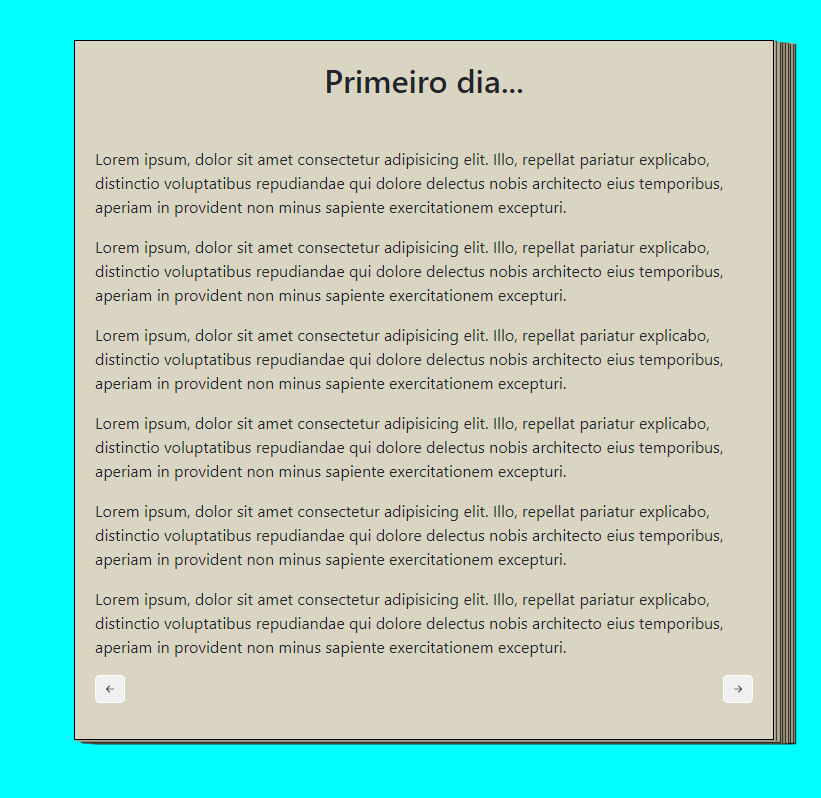 Primeiro dia...
Lorem ipsum, dolor sit amet consectetur adipisicing elit. Illo, repellat pariatur explicabo,
distinctio voluptatibus repudiandae qui dolore delectus nobis architecto eius temporibus,
aperiam in provident non minus sapiente exercitationem excepturi.
Lorem ipsum, dolor sit amet consectetur adipisicing elit. Illo, repellat pariatur explicabo,
distinctio voluptatibus repudiandae qui dolore delectus nobis architecto eius temporibus,
aperiam in provident non minus sapiente exercitationem excepturi.
Lorem ipsum, dolor sit amet consectetur adipisicing elit. Illo, repellat pariatur explicabo,
distinctio voluptatibus repudiandae qui dolore delectus nobis architecto eius temporibus,
aperiam in provident non minus sapiente exercitationem excepturi.
Lorem ipsum, dolor sit amet consectetur adipisicing elit. Illo, repellat pariatur explicabo,
distinctio voluptatibus repudiandae qui dolore delectus nobis architecto eius temporibus,
aperiam in provident non minus sapiente exercitationem excepturi.
Lorem ipsum, dolor sit amet consectetur adipisicing elit. Illo, repellat pariatur explicabo,
distinctio voluptatibus repudiandae qui dolore delectus nobis architecto eius temporibus,
aperiam in provident non minus sapiente exercitationem excepturi.
Lorem ipsum, dolor sit amet consectetur adipisicing elit. Illo, repellat pariatur explicabo,
distinctio voluptatibus repudiandae qui dolore delectus nobis architecto eius temporibus,
aperiam in provident non minus sapiente exercitationem excepturi.
← →